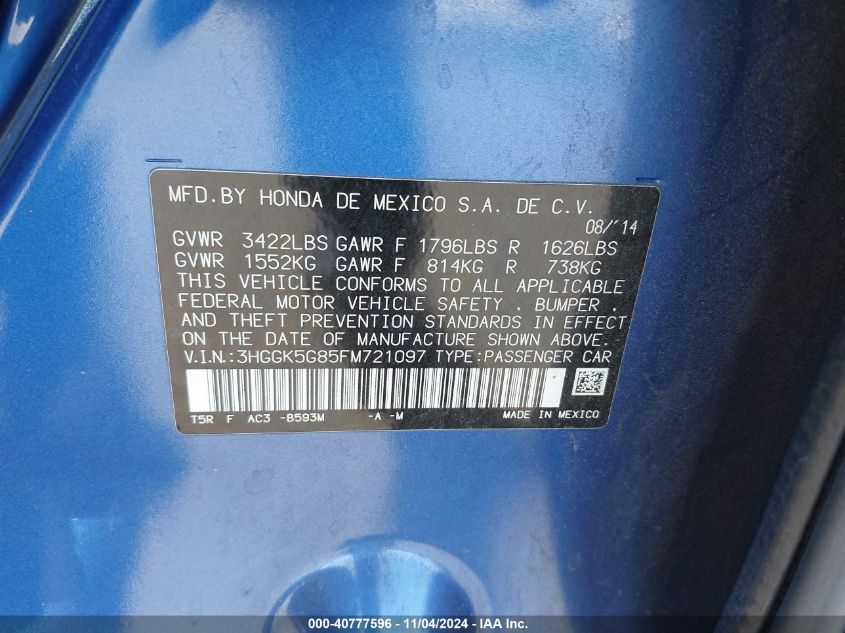 MFD.BY HONDA DE MEXICO S.A. DE C.V.
08/'14
GVWR 3422LBS GAWR F 1796LBS R 1626LBS
GVWR 1552KG GAWR F 814KG R 738KG
THIS VEHICLE CONFORMS TO ALL APPLICABLE
FEDERAL MOTOR VEHICLE SAFETY , BUMPER ,
AND THEFT PREVENTION STANDARDS IN EFFECT
ON THE DATE OF MANUFACTURE SHOWN ABOVE.
V.I.N.:3HGGK5G85FM721097 TYPE:PASSENGER CAR
T5R F AC3 -B593M -A -M MADE IN MEXICO
000-40777596 - 11/04/2024 - IAA Inc.